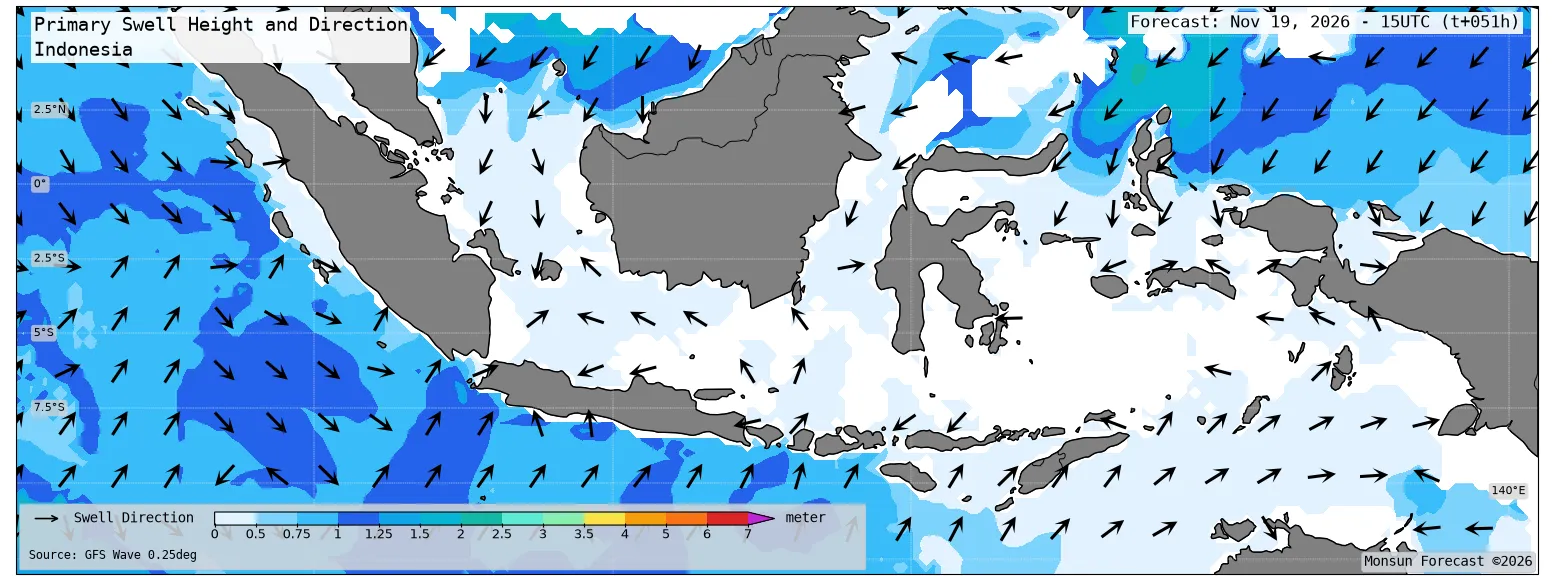 Primary Swell Height and Direction
Indonesia
Forecast: Nov 19, 2026 - 15UTC (t+051h)
2.5°N
0°
2.5°S
5°S
7.5°S
140°E
Swell Direction
0 0.5 0.75 1 1.25 1.5 2 2.5 3 3.5 4 5 6 7
meter
Source: GFS Wave 0.25deg
Monsun Forecast ©2026